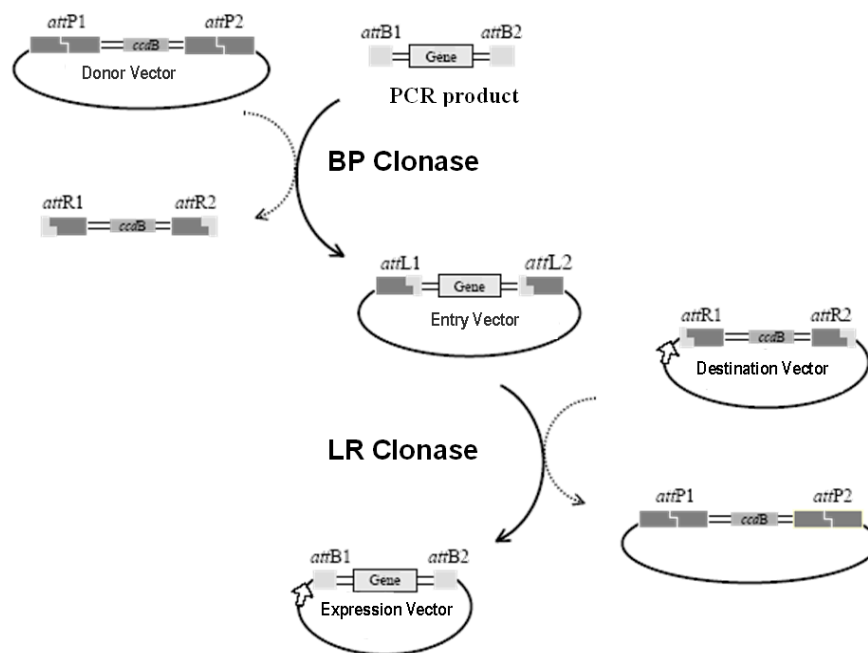 attP1 attP2
ccdB
Donor Vector
attB1 attB2
Gene
PCR product
BP Clonase
attR1 attR2
ccdB
attL1 attL2
Gene
Entry Vector
attR1 attR2
ccdB
Destination Vector
LR Clonase
attP1 attP2
ccdB
attB1 attB2
Gene
Expression Vector